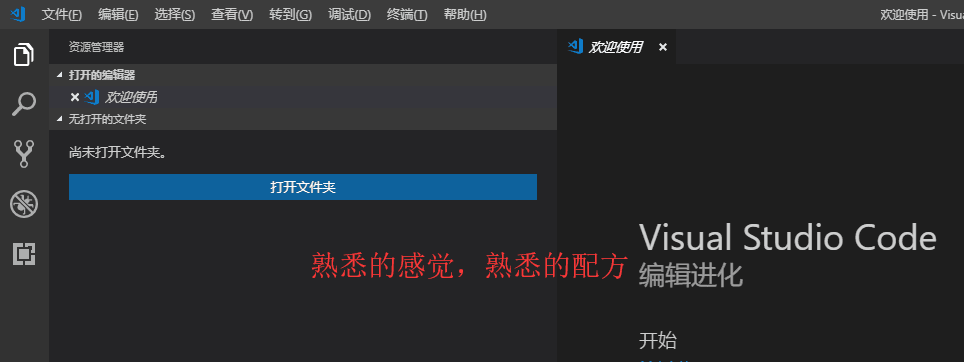 文件(F) 编辑(E) 选择(S) 查看(V) 转到(G) 调试(D) 终端(T) 帮助(H) 欢迎使用 - Visua
资源管理器
欢迎使用
打开的编辑器
欢迎使用
无打开的文件夹
尚未打开文件夹。
打开文件夹
Visual Studio Code
熟悉的感觉，熟悉的配方
编辑进化
开始